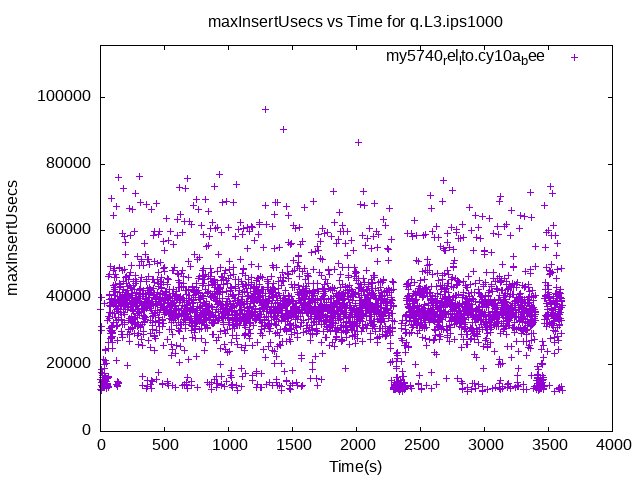 maxInsertUsecs vs Time for q.L3.ips1000
my5740rellto.cy10abee
100000
80000
60000
40000
20000
0
maxInsertUsecs
0 500 1000 1500 2000 2500 3000 3500 4000
Time(s)